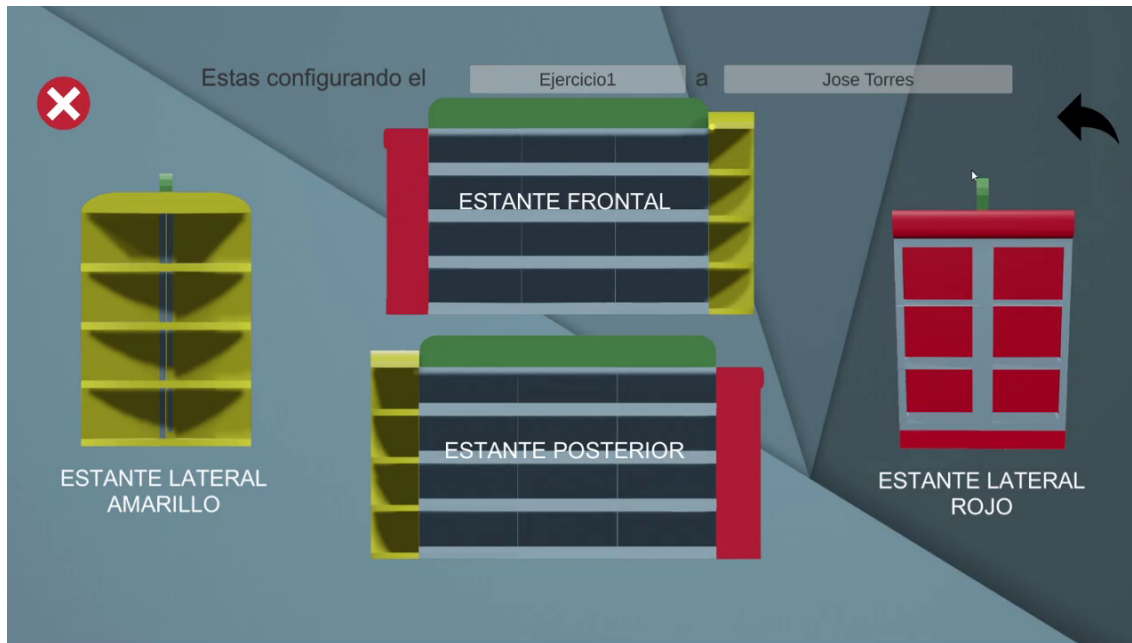 Estas configurando el Ejercicio1 a Jose Torres
ESTANTE FRONTAL
ESTANTE POSTERIOR
ESTANTE LATERAL
AMARILLO
ESTANTE LATERAL
ROJO